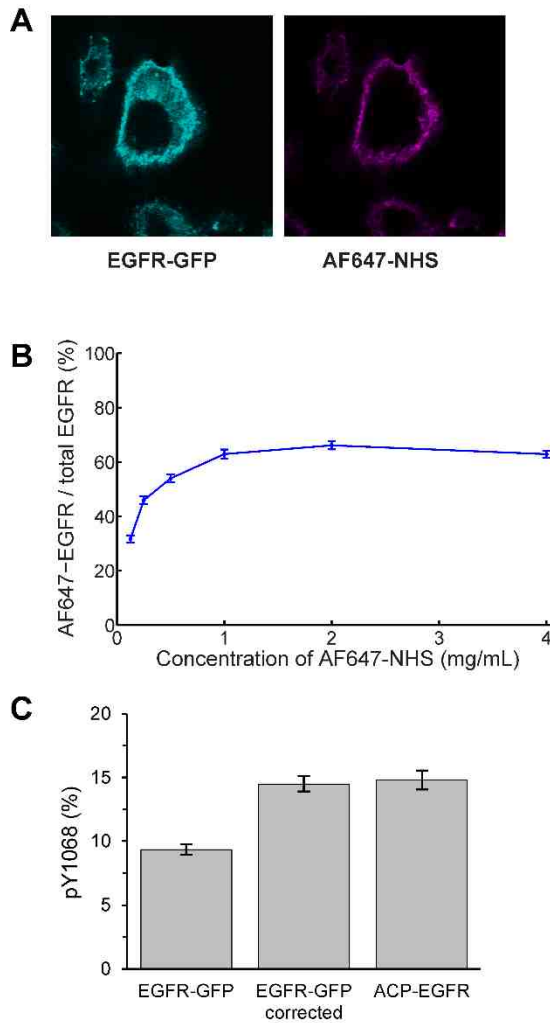 A
EGFR-GFP AF647-NHS
B
AF647−EGFR / total EGFR (%)
100
80
60
40
20
0
0 1 2 3 4
Concentration of AF647-NHS (mg/mL)
C
pY1068 (%)
20
15
10
5
0
EGFR-GFP EGFR-GFP ACP-EGFR
corrected